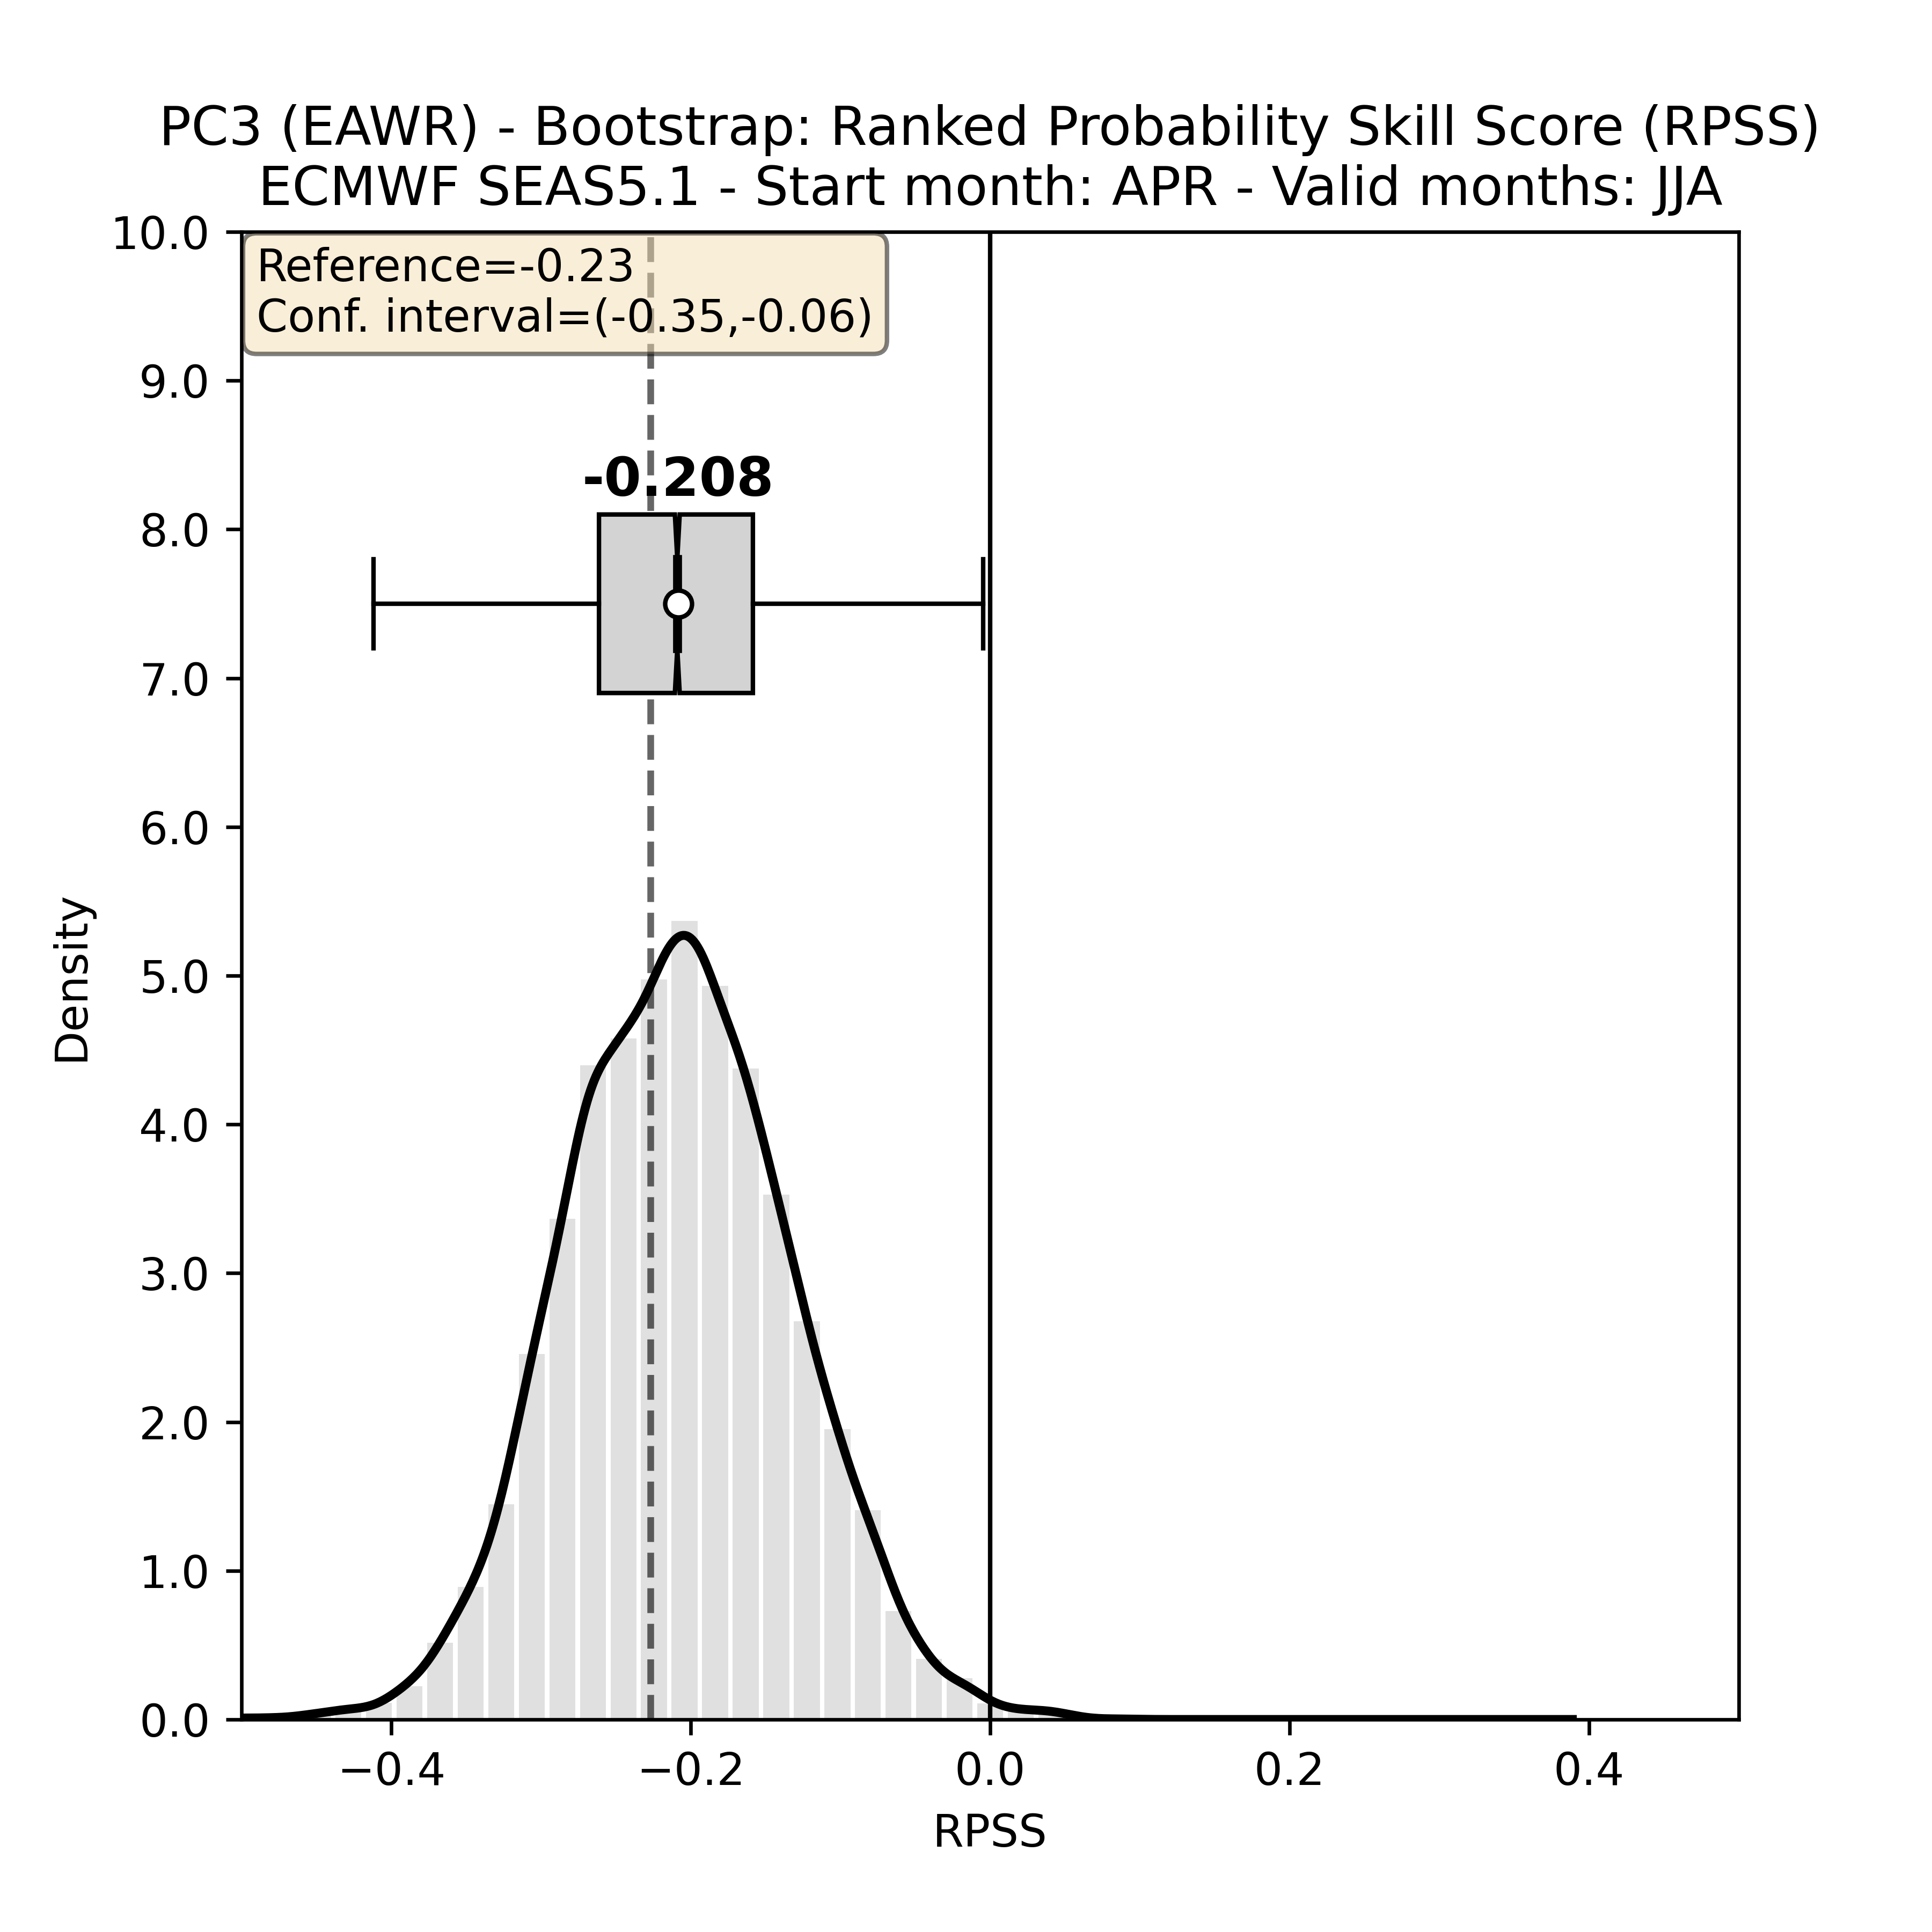 PC3 (EAWR) - Bootstrap: Ranked Probability Skill Score (RPSS)
ECMWF SEAS5.1 - Start month: APR - Valid months: JJA
10.0
Reference=-0.23
Conf. interval=(-0.35,-0.06)
9.0
-0.208
8.0
7.0
6.0
5.0
4.0
3.0
2.0
1.0
0.0
Density
−0.4 −0.2 0.0 0.2 0.4
RPSS